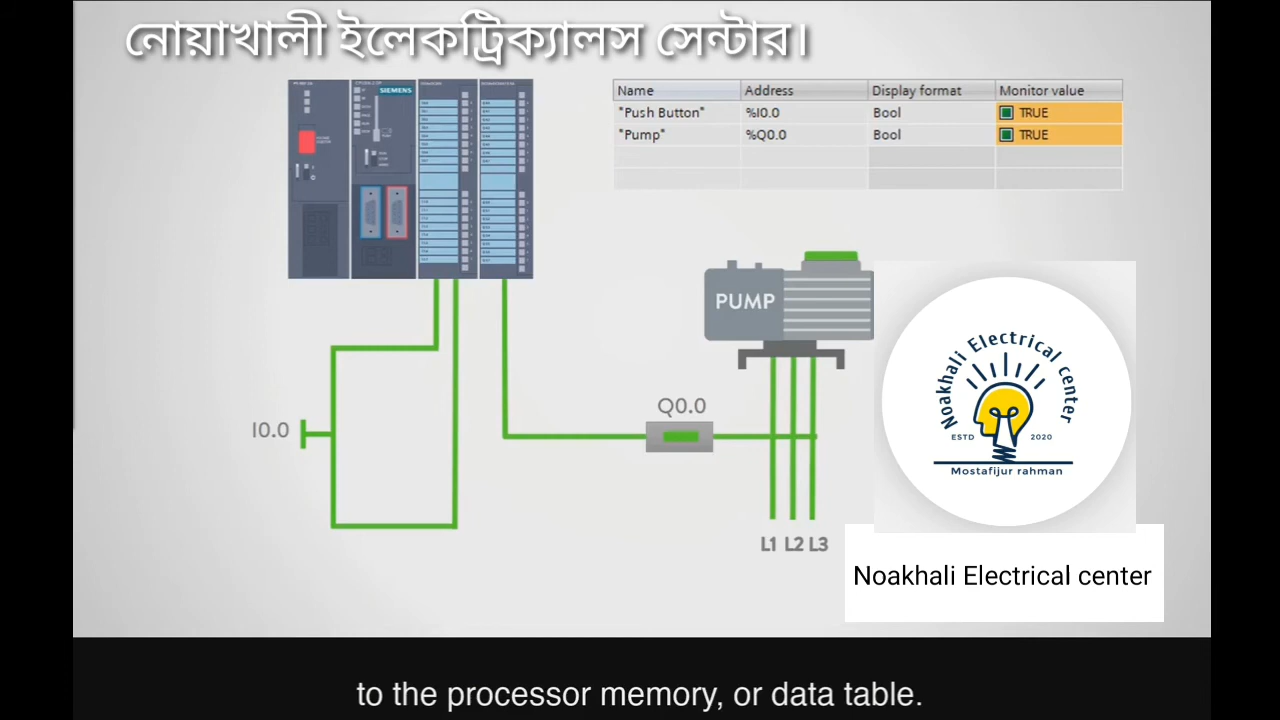 নোয়াখালী ইলেকট্রিক্যালস সেন্টার।
SIEMENS
Name Address Display format Monitor value
"Push Button" %I0.0 Bool TRUE
"Pump" %Q0.0 Bool TRUE
PUMP
Q0.0
I0.0
L1 L2 L3
Noakhali Electrical center
ESTD 2020
Mostafijur rahman
Noakhali Electrical center
to the processor memory, or data table.